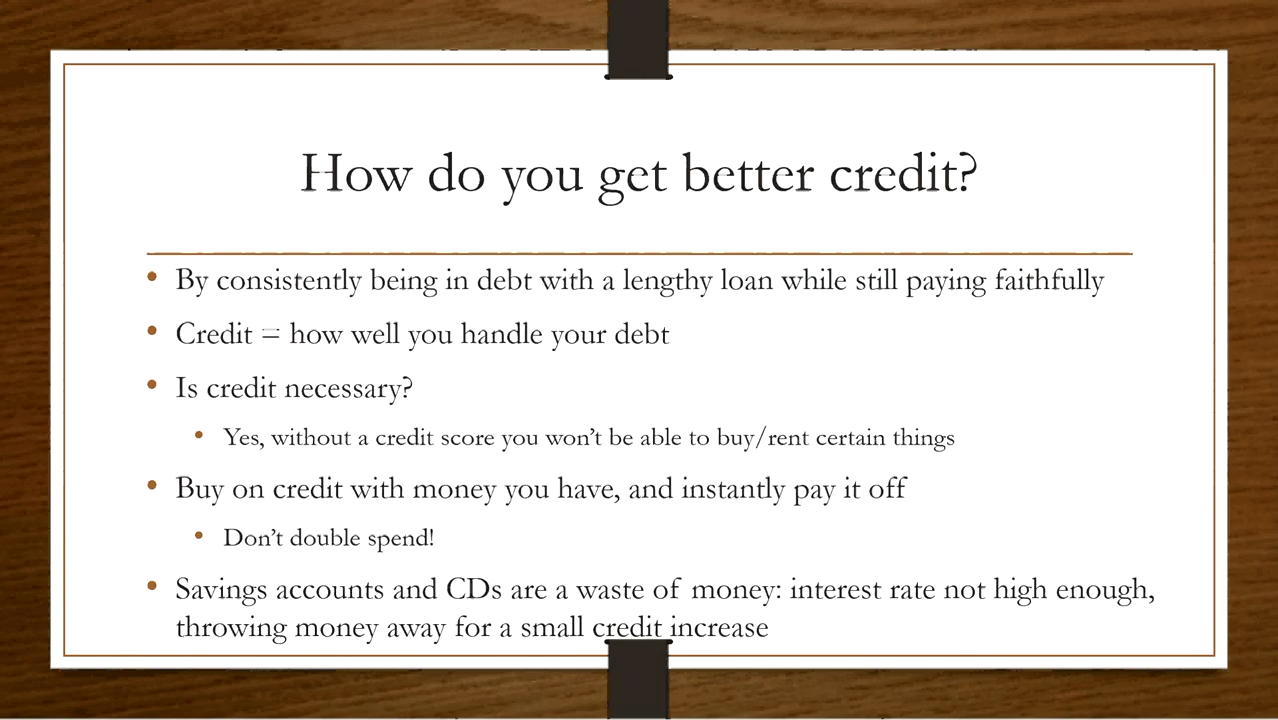 How do you get better credit?
• By consistently being in debt with a lengthy loan while still paying faithfully
• Credit = how well you handle your debt
• Is credit necessary?
• Yes, without a credit score you won't be able to buy/rent certain things
• Buy on credit with money you have, and instantly pay it off
• Don't double spend!
• Savings accounts and CDs are a waste of money: interest rate not high enough,
throwing money away for a small credit increase